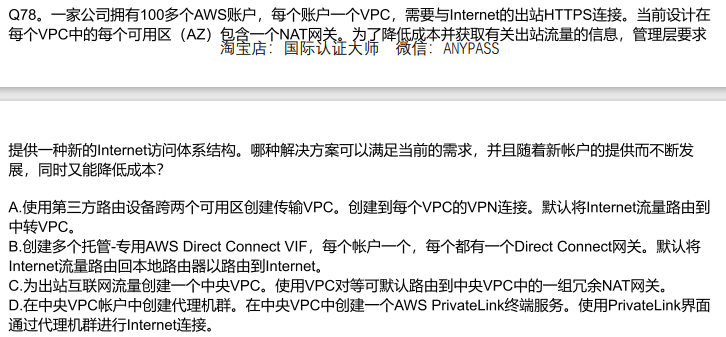 Q78。一家公司拥有100多个AWS账户，每个账户一个VPC，需要与Internet的出站HTTPS连接。当前设计在
每个VPC中的每个可用区（AZ）包含一个NAT网关。为了降低成本并获取有关出站流量的信息，管理层要求
淘宝店：国际认证大师 微信：ANYPASS
提供一种新的Internet访问体系结构。哪种解决方案可以满足当前的需求，并且随着新帐户的提供而不断发
展，同时又能降低成本？
A.使用第三方路由设备跨两个可用区创建传输VPC。创建到每个VPC的VPN连接。默认将Internet流量路由到
中转VPC。
B.创建多个托管-专用AWS Direct Connect VIF，每个帐户一个，每个都有一个Direct Connect网关。默认将
Internet流量路由回本地路由器以路由到Internet。
C.为出站互联网流量创建一个中央VPC。使用VPC对等可默认路由到中央VPC中的一组冗余NAT网关。
D.在中央VPC帐户中创建代理机群。在中央VPC中创建一个AWS PrivateLink终端服务。使用PrivateLink界面
通过代理机群进行Internet连接。